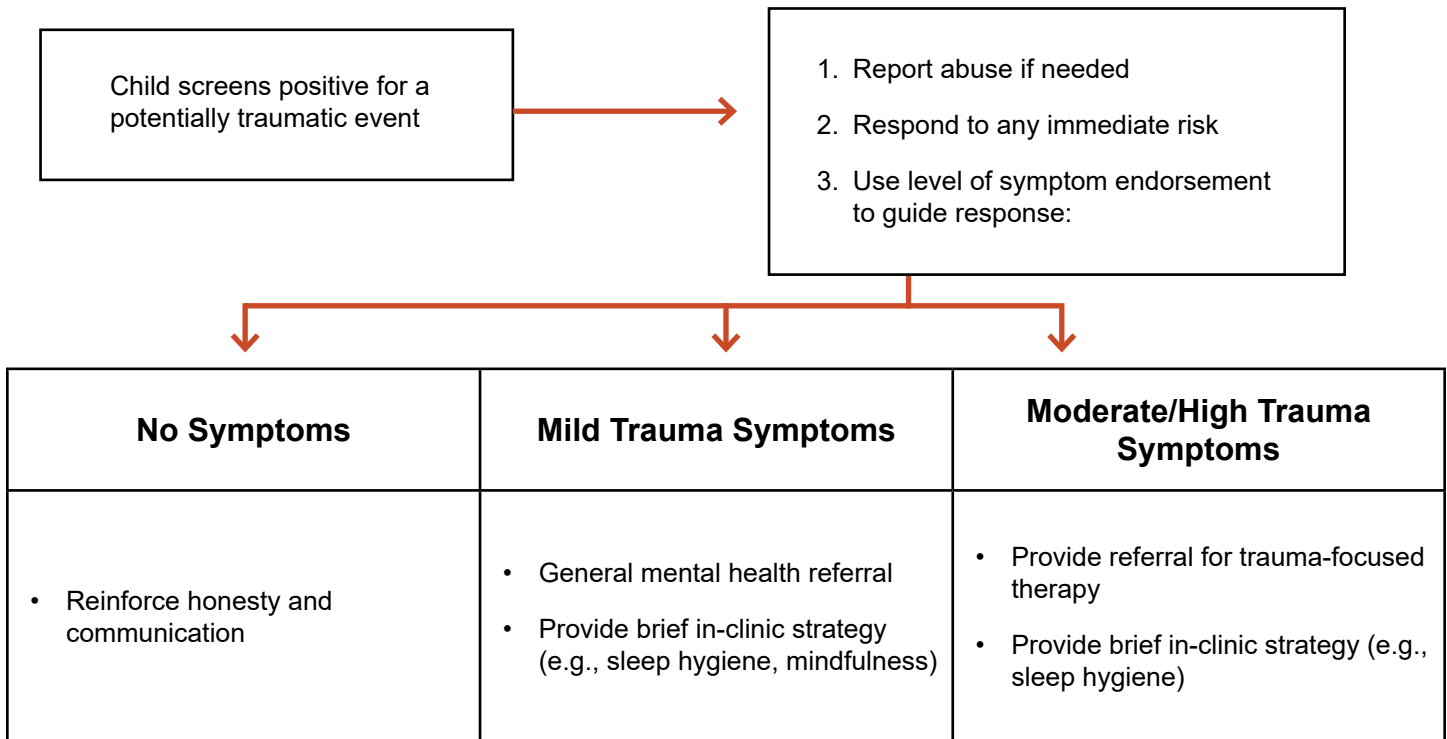 Child screens positive for a
potentially traumatic event
1. Report abuse if needed
2. Respond to any immediate risk
3. Use level of symptom endorsement
to guide response:
No Symptoms
Mild Trauma Symptoms
Moderate/High Trauma
Symptoms
• Reinforce honesty and
communication
• General mental health referral
• Provide brief in-clinic strategy
(e.g., sleep hygiene, mindfulness)
• Provide referral for trauma-focused
therapy
• Provide brief in-clinic strategy (e.g.,
sleep hygiene)